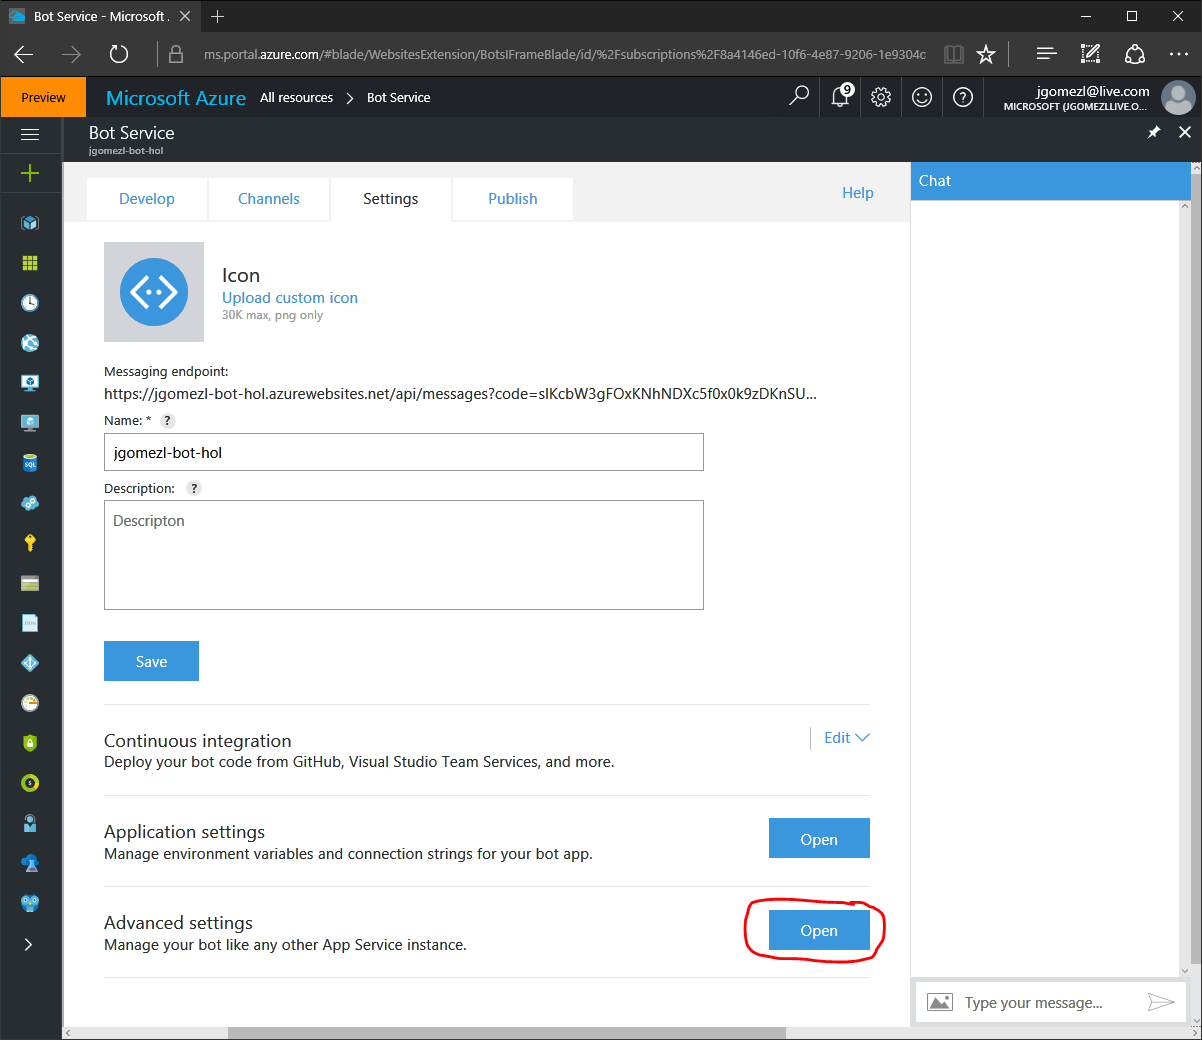 Bot Service - Microsoft .
ms.portal.azure.com/#blade/WebsitesExtension/BotsIFrameBlade/id/%2Fsubscriptions%2F8a4146ed-10f6-4e87-9206-1e9304c
Preview
Microsoft Azure
All resources > Bot Service
9
jgomezl@live.com
MICROSOFT (JGOMEZLLIVE.O...
Bot Service
jgomezl-bot-hol
Develop
Channels
Settings
Publish
Help
Chat
Icon
Upload custom icon
30K max, png only
Messaging endpoint:
https://jgomezl-bot-hol.azurewebsites.net/api/messages?code=slKcbW3gFOxKNhNDXc5f0x0k9zDKnSU...
Name: * ?
jgomezl-bot-hol
Description: ?
Descripton
SQL
Save
Continuous integration
Edit
Deploy your bot code from GitHub, Visual Studio Team Services, and more.
Application settings
Manage environment variables and connection strings for your bot app.
Open
Advanced settings
Manage your bot like any other App Service instance.
Open
Type your message...